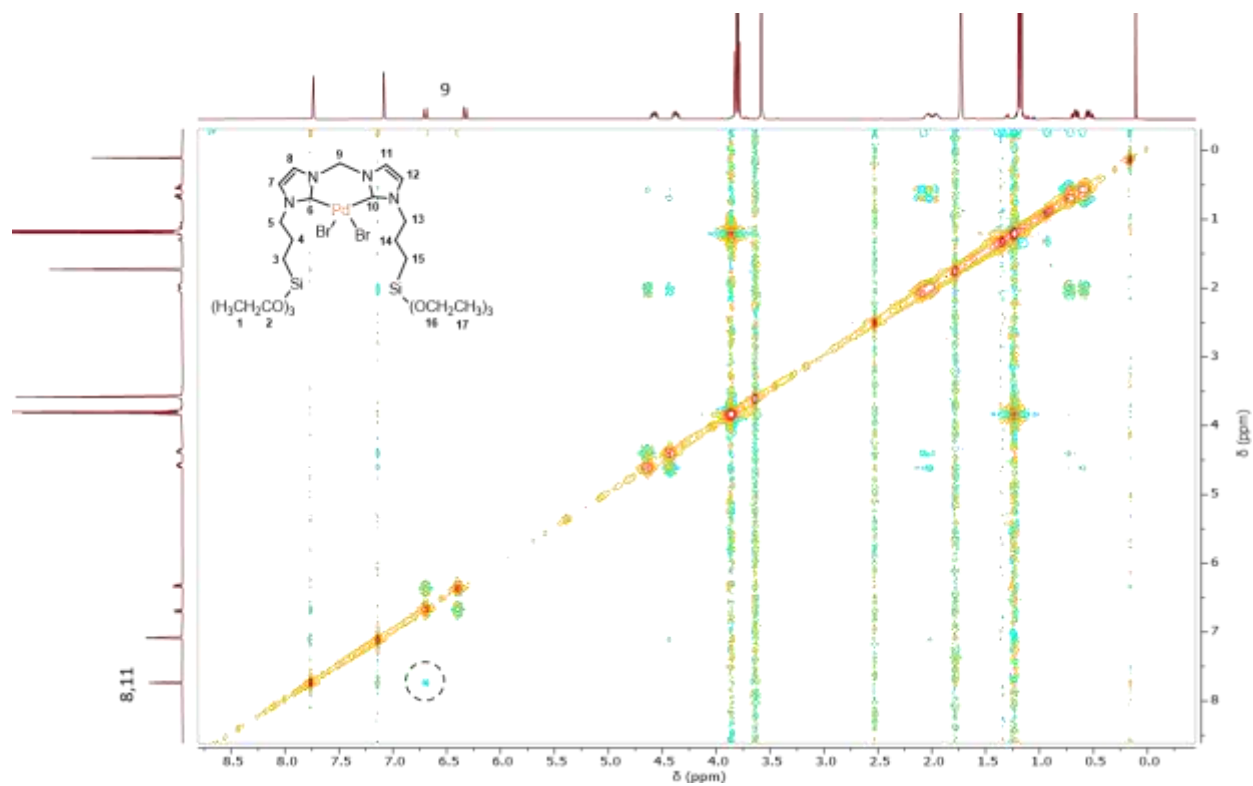 9
9
8
11
7
12
N
N
N
N
6
10
5
Pd
13
Br
Br
4
14
3
15
Si
Si
(H₃CH₂CO)₃
(OCH₂CH₃)₃
1 2
16 17
8,11
0
1
2
3
4
5
6
7
8
δ (ppm)
8.5 8.0 7.5 7.0 6.5 6.0 5.5 5.0 4.5 4.0 3.5 3.0 2.5 2.0 1.5 1.0 0.5 0.0
δ (ppm)